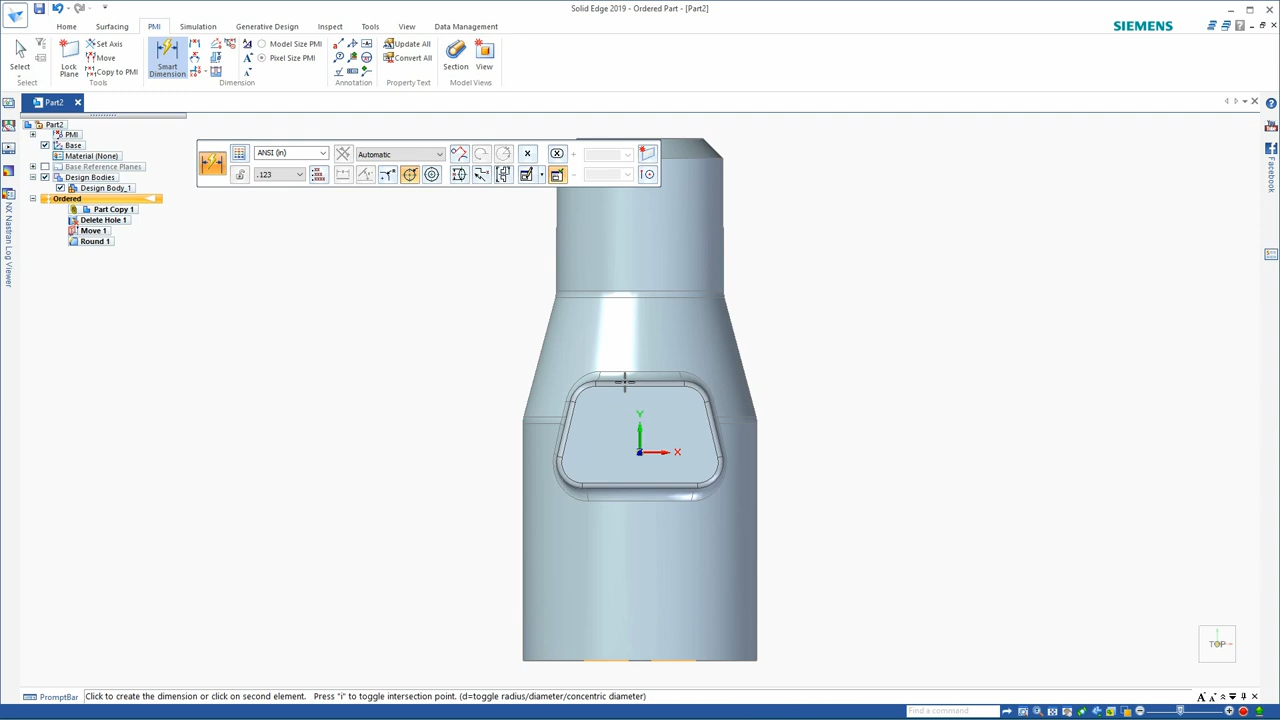 Solid Edge 2019 - Ordered Part - [Part2]
Home Surfacing PMI Simulation Generative Design Inspect Tools View Data Management
SIEMENS
Select
Lock Plane
Set Axis
Move
Copy to PMI
Smart Dimension
Model Size PMI
Pixel Size PMI
Update All
Convert All
Section
View
Select Tools Dimension Annotation Property Text Model Views
Part2
Part2
PMI
Base
Material (None)
Base Reference Planes
Design Bodies
Design Body_1
Ordered
Part Copy 1
Delete Hole 1
Move 1
Round 1
ANSI (in)
Automatic
.123
NX Nastran Log Viewer
You Tube
Facebook
Y
X
TOP
PromptBar
Click to create the dimension or click on second element. Press "i" to toggle intersection point. (d=toggle radius/diameter/concentric diameter)
Find a command